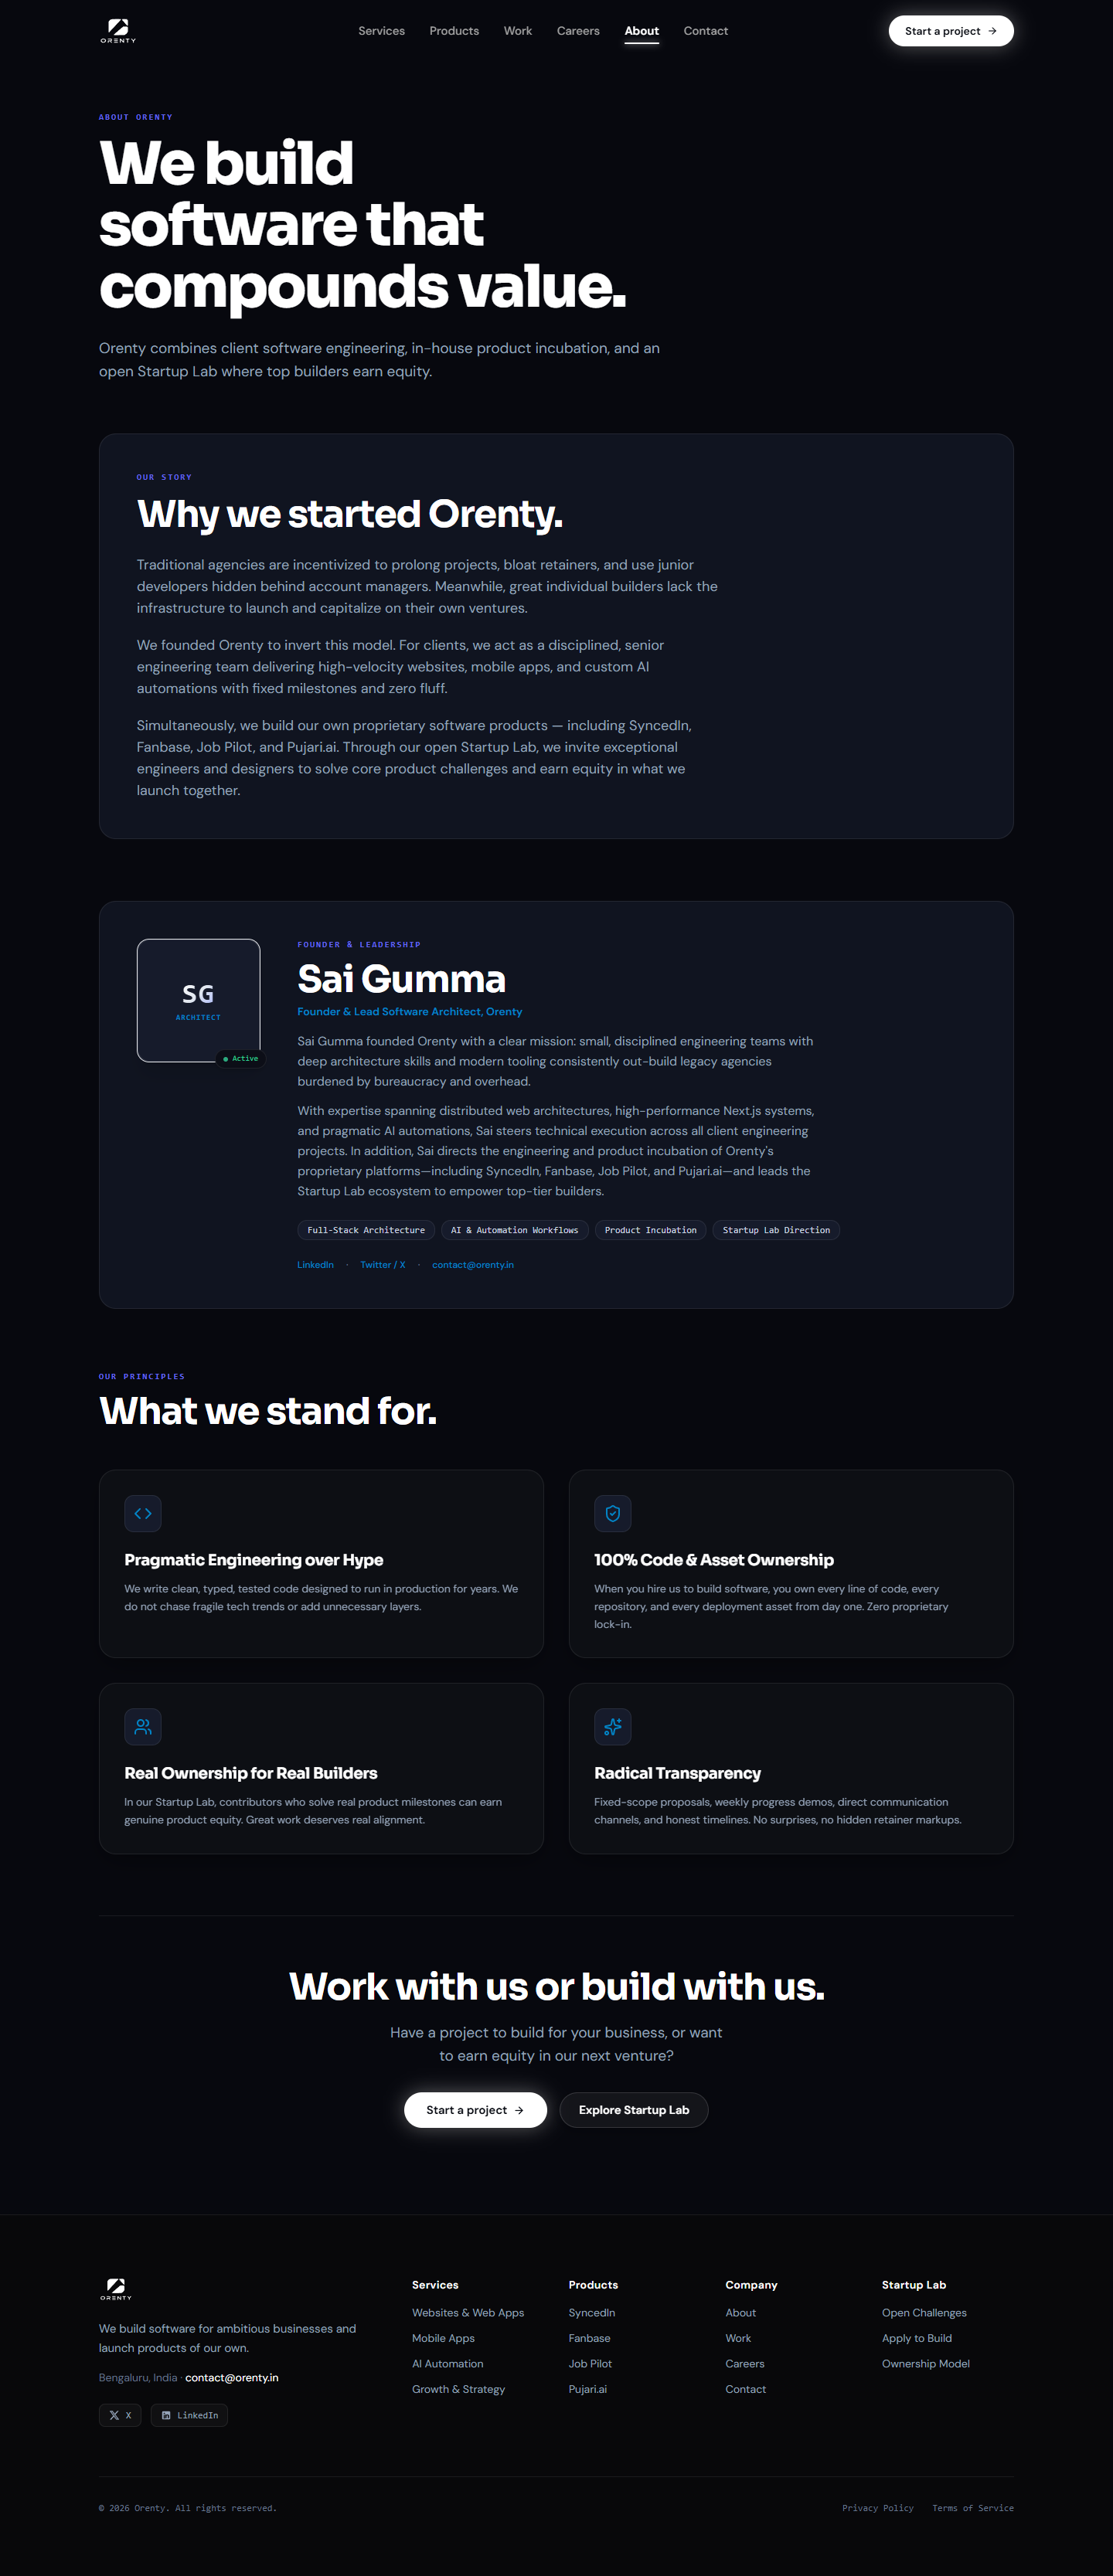 ORENTY
Services
Products
Work
Careers
About
Contact
Start a project →
ABOUT ORENTY
We build
software that
compounds value.
Orenty combines client software engineering, in-house product incubation, and an
open Startup Lab where top builders earn equity.
OUR STORY
Why we started Orenty.
Traditional agencies are incentivized to prolong projects, bloat retainers, and use junior
developers hidden behind account managers. Meanwhile, great individual builders lack the
infrastructure to launch and capitalize on their own ventures.
We founded Orenty to invert this model. For clients, we act as a disciplined, senior
engineering team delivering high-velocity websites, mobile apps, and custom AI
automations with fixed milestones and zero fluff.
Simultaneously, we build our own proprietary software products — including SyncedIn,
Fanbase, Job Pilot, and Pujari.ai. Through our open Startup Lab, we invite exceptional
engineers and designers to solve core product challenges and earn equity in what we
launch together.
SG
ARCHITECT
Active
FOUNDER & LEADERSHIP
Sai Gumma
Founder & Lead Software Architect, Orenty
Sai Gumma founded Orenty with a clear mission: small, disciplined engineering teams with
deep architecture skills and modern tooling consistently out-build legacy agencies
burdened by bureaucracy and overhead.
With expertise spanning distributed web architectures, high-performance Next.js systems,
and pragmatic AI automations, Sai steers technical execution across all client engineering
projects. In addition, Sai directs the engineering and product incubation of Orenty's
proprietary platforms—including SyncedIn, Fanbase, Job Pilot, and Pujari.ai—and leads the
Startup Lab ecosystem to empower top-tier builders.
Full-Stack Architecture
AI & Automation Workflows
Product Incubation
Startup Lab Direction
LinkedIn · Twitter / X · contact@orenty.in
OUR PRINCIPLES
What we stand for.
Pragmatic Engineering over Hype
We write clean, typed, tested code designed to run in production for years. We
do not chase fragile tech trends or add unnecessary layers.
100% Code & Asset Ownership
When you hire us to build software, you own every line of code, every
repository, and every deployment asset from day one. Zero proprietary
lock-in.
Real Ownership for Real Builders
In our Startup Lab, contributors who solve real product milestones can earn
genuine product equity. Great work deserves real alignment.
Radical Transparency
Fixed-scope proposals, weekly progress demos, direct communication
channels, and honest timelines. No surprises, no hidden retainer markups.
Work with us or build with us.
Have a project to build for your business, or want
to earn equity in our next venture?
Start a project →
Explore Startup Lab
ORENTY
We build software for ambitious businesses and
launch products of our own.
Bengaluru, India · contact@orenty.in
X
LinkedIn
Services
Websites & Web Apps
Mobile Apps
AI Automation
Growth & Strategy
Products
SyncedIn
Fanbase
Job Pilot
Pujari.ai
Company
About
Work
Careers
Contact
Startup Lab
Open Challenges
Apply to Build
Ownership Model
© 2026 Orenty. All rights reserved.
Privacy Policy
Terms of Service